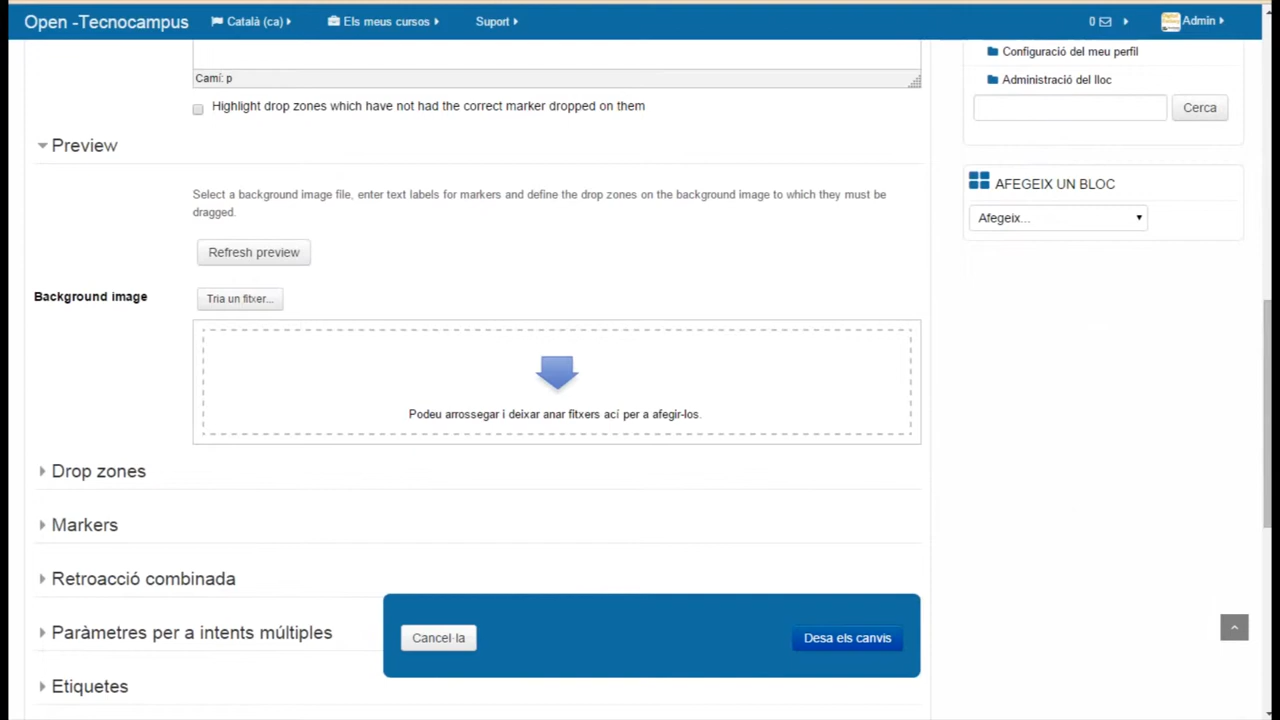 Open -Tecnocampus
Català (ca)
Els meus cursos
Suport
0
Admin
Camí: p
Highlight drop zones which have not had the correct marker dropped on them
Preview
Select a background image file, enter text labels for markers and define the drop zones on the background image to which they must be
dragged.
Refresh preview
Background image
Tria un fitxer...
Podeu arrossegar i deixar anar fitxers ací per a afegir-los.
Drop zones
Markers
Retroacció combinada
Paràmetres per a intents múltiples
Etiquetes
Cancel·la
Desa els canvis
Configuració del meu perfil
Administració del lloc
Cerca
AFEGEIX UN BLOC
Afegeix...